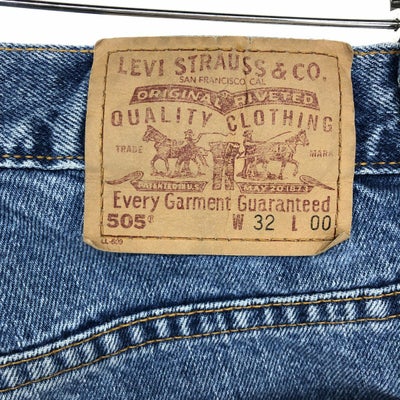 LEVI STRAUSS & CO.
SAN FRANCISCO CAL.
ORIGINAL RIVETED
QUALITY CLOTHING
TRADE MARK
PATENTED IN U.S. MAY 20 1873
Every Garment Guaranteed
505 W 32 L 00